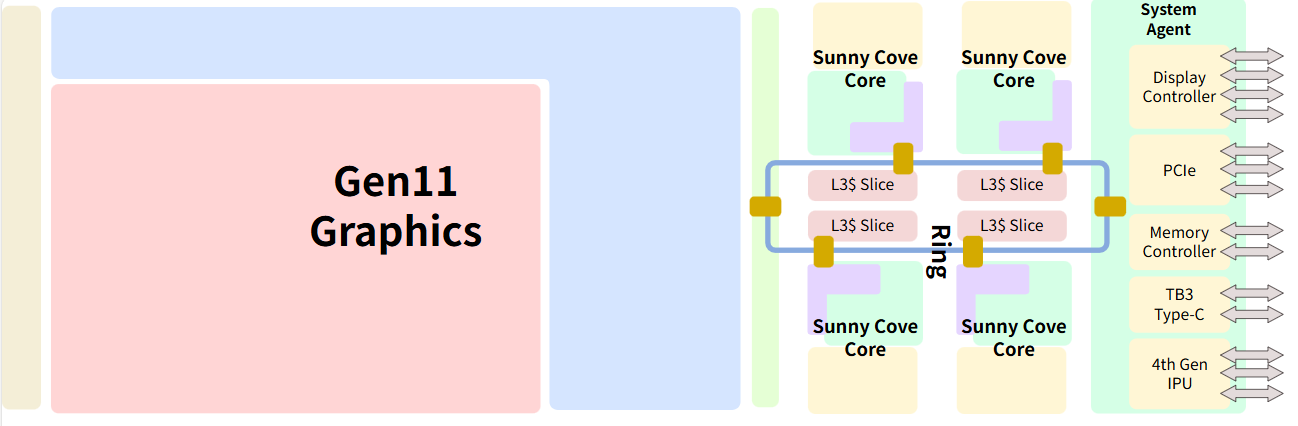 Gen11
Graphics
Sunny Cove
Core
Sunny Cove
Core
L3$ Slice
L3$ Slice
L3$ Slice
L3$ Slice
Ring
Sunny Cove
Core
Sunny Cove
Core
System
Agent
Display
Controller
PCIe
Memory
Controller
TB3
Type-C
4th Gen
IPU